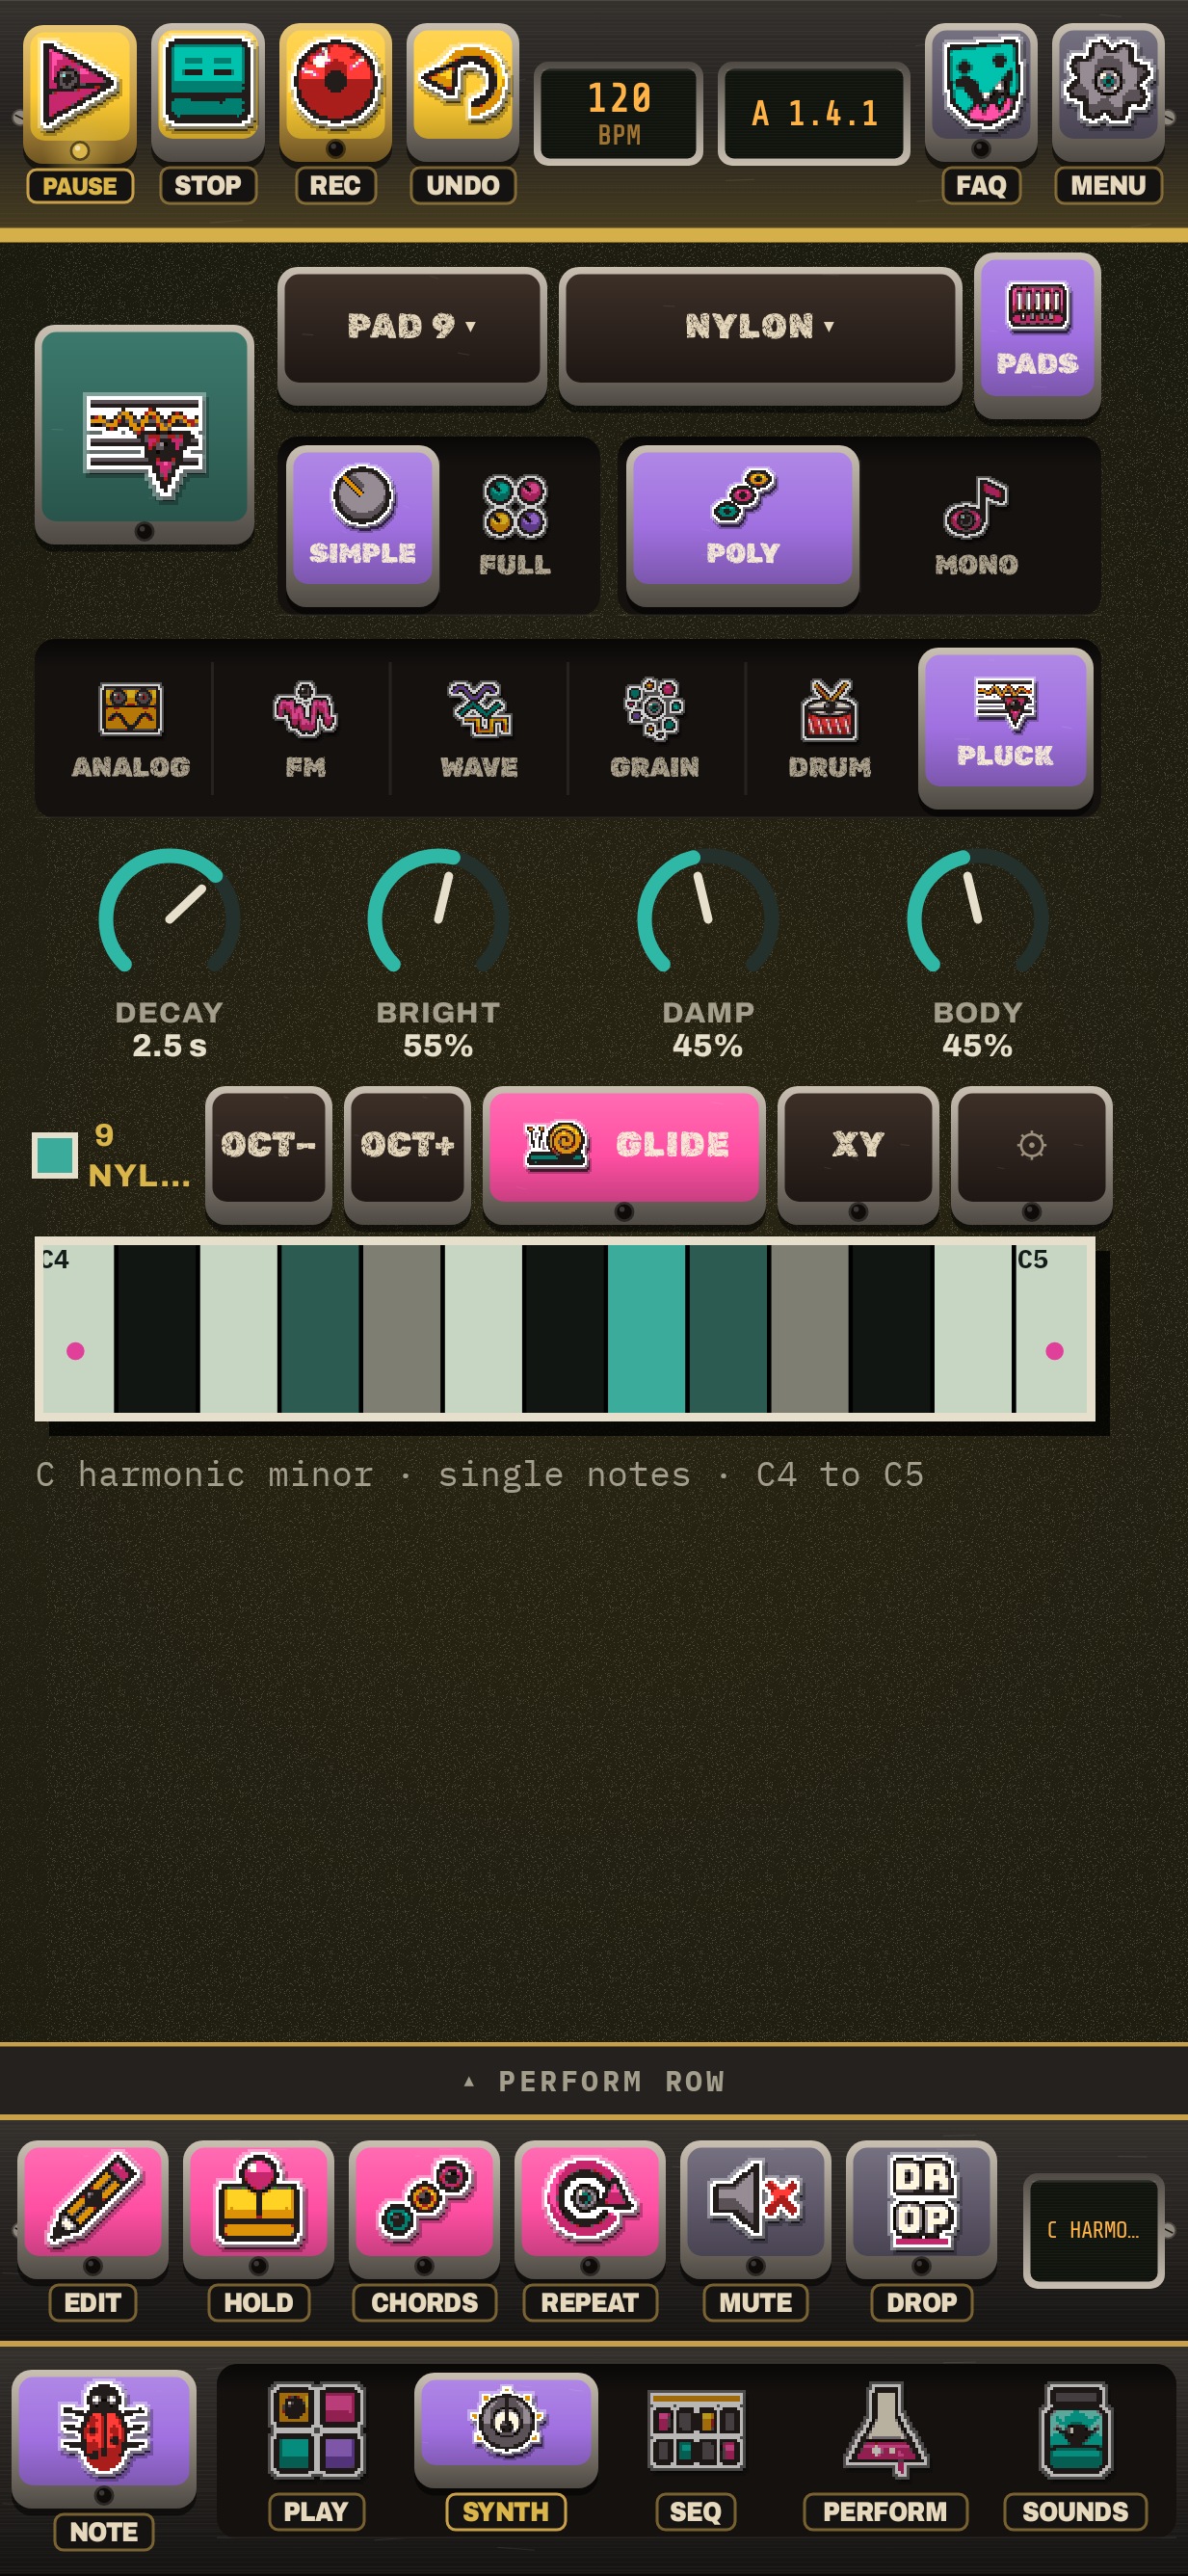 120
BPM
A 1.4.1
PAUSE STOP REC UNDO FAQ MENU
PAD 9 ▾ NYLON ▾ PADS
SIMPLE FULL POLY MONO
ANALOG FM WAVE GRAIN DRUM PLUCK
DECAY BRIGHT DAMP BODY
2.5 s 55% 45% 45%
9 NYL... OCT- OCT+ GLIDE XY
C4 C5
C harmonic minor · single notes · C4 to C5
▴ PERFORM ROW
DR
OP
C HARMO...
EDIT HOLD CHORDS REPEAT MUTE DROP
NOTE PLAY SYNTH SEQ PERFORM SOUNDS